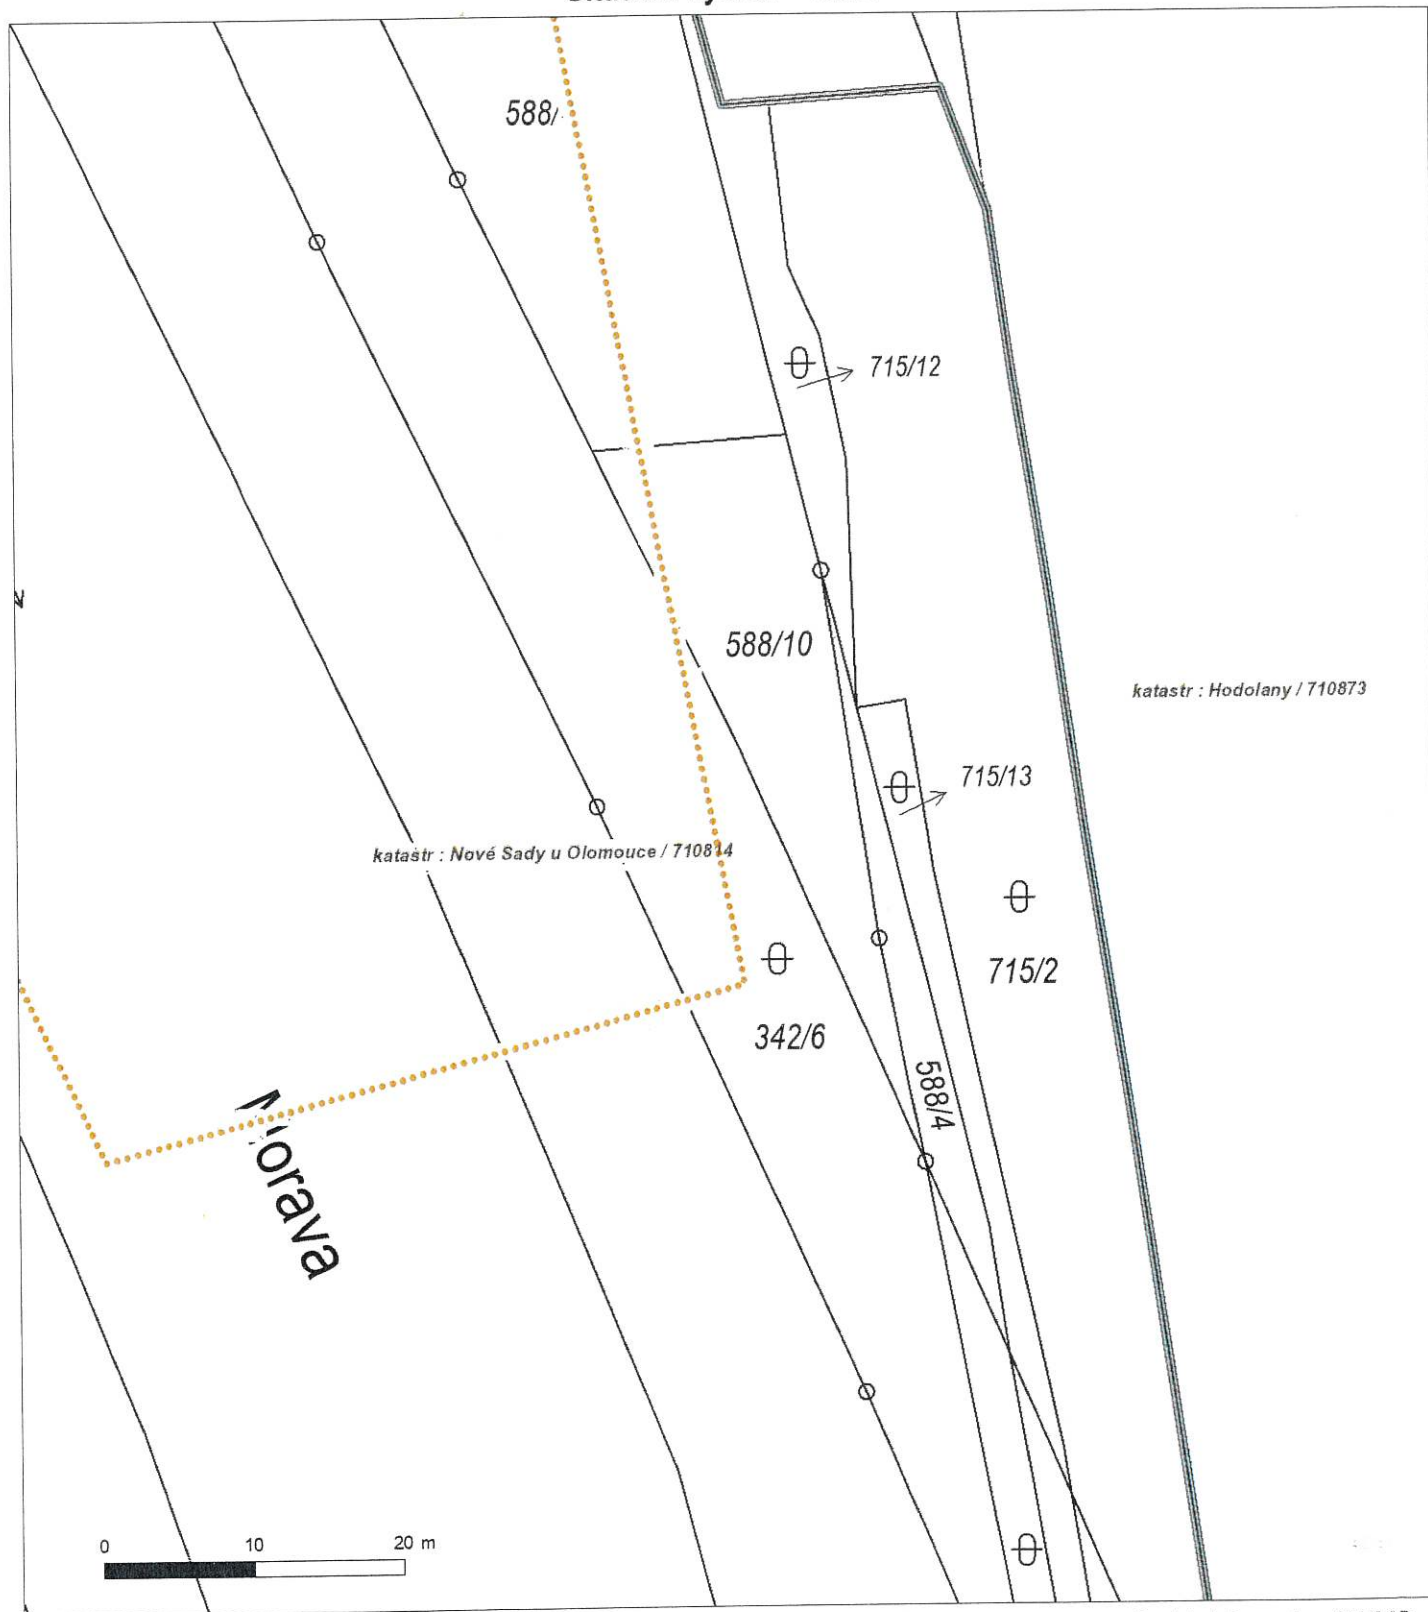 588/
715/12
588/10
katastr : Hodolany / 710873
715/13
katastr : Nové Sady u Olomouce / 710814
715/2
342/6
588/4
Morava
0 10 20 m